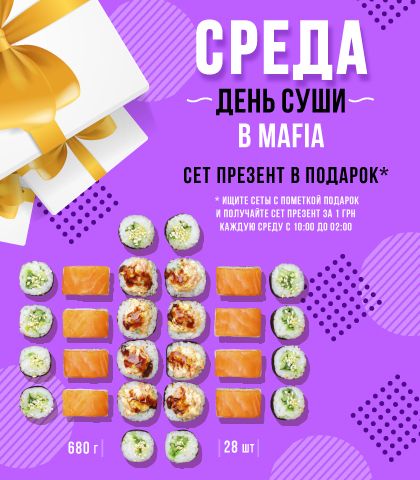 СРЕДА
ДЕНЬ СУШИ
В MAFIA
СЕТ ПРЕЗЕНТ В ПОДАРОК*
* ИЩИТЕ СЕТЫ С ПОМЕТКОЙ ПОДАРОК
И ПОЛУЧАЙТЕ СЕТ ПРЕЗЕНТ ЗА 1 ГРН
КАЖДУЮ СРЕДУ С 10:00 ДО 02:00
680 г
28 шт